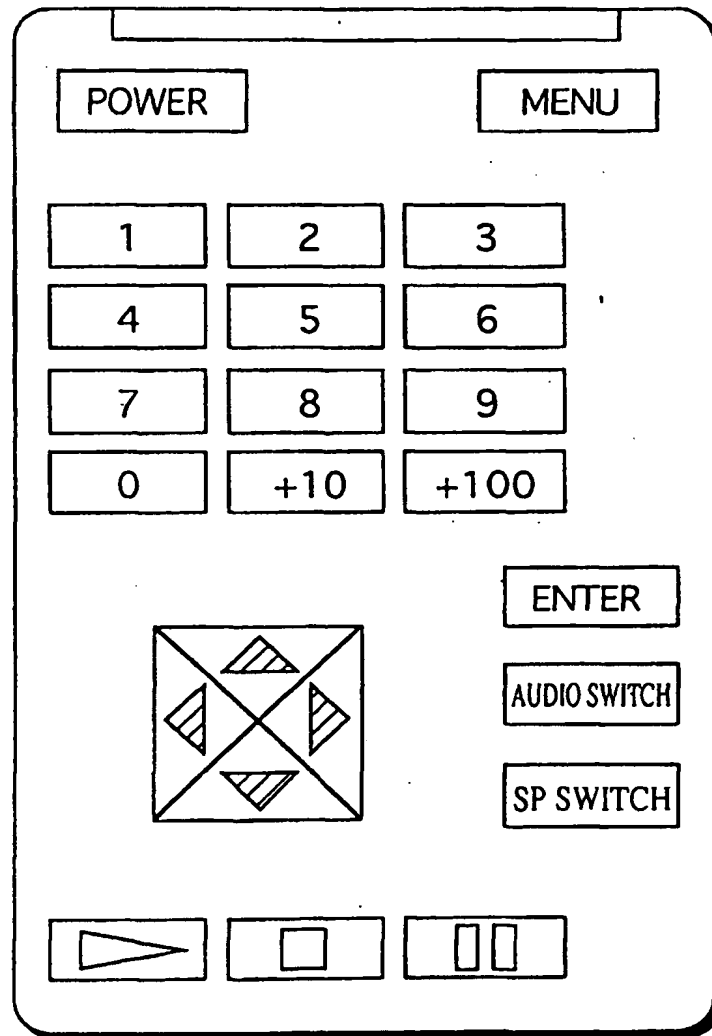 POWER MENU
1 2 3
4 5 6
7 8 9
0 +10 +100
ENTER
AUDIO SWITCH
SP SWITCH